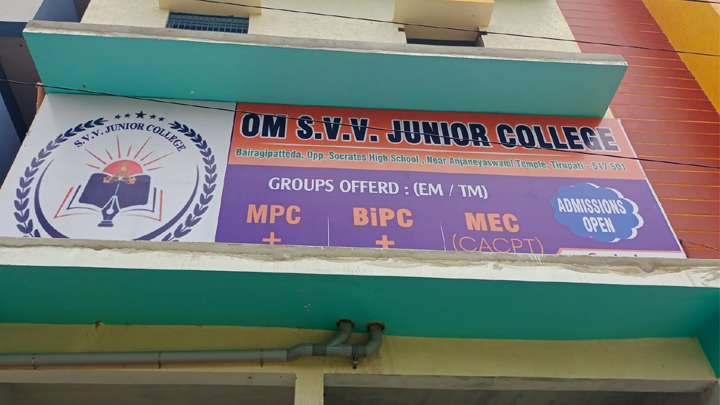 S.V.V. JUNIOR COLLEGE
OM S.V.V. JUNIOR COLLEGE
Bairagipatteda, Opp. Socrates High School , Near Anjaneyaswami Temple, Tirupati - 517 501
GROUPS OFFERD : (EM / TM)
MPC BiPC MEC
+ + (CACPT)
ADMISSIONS
OPEN